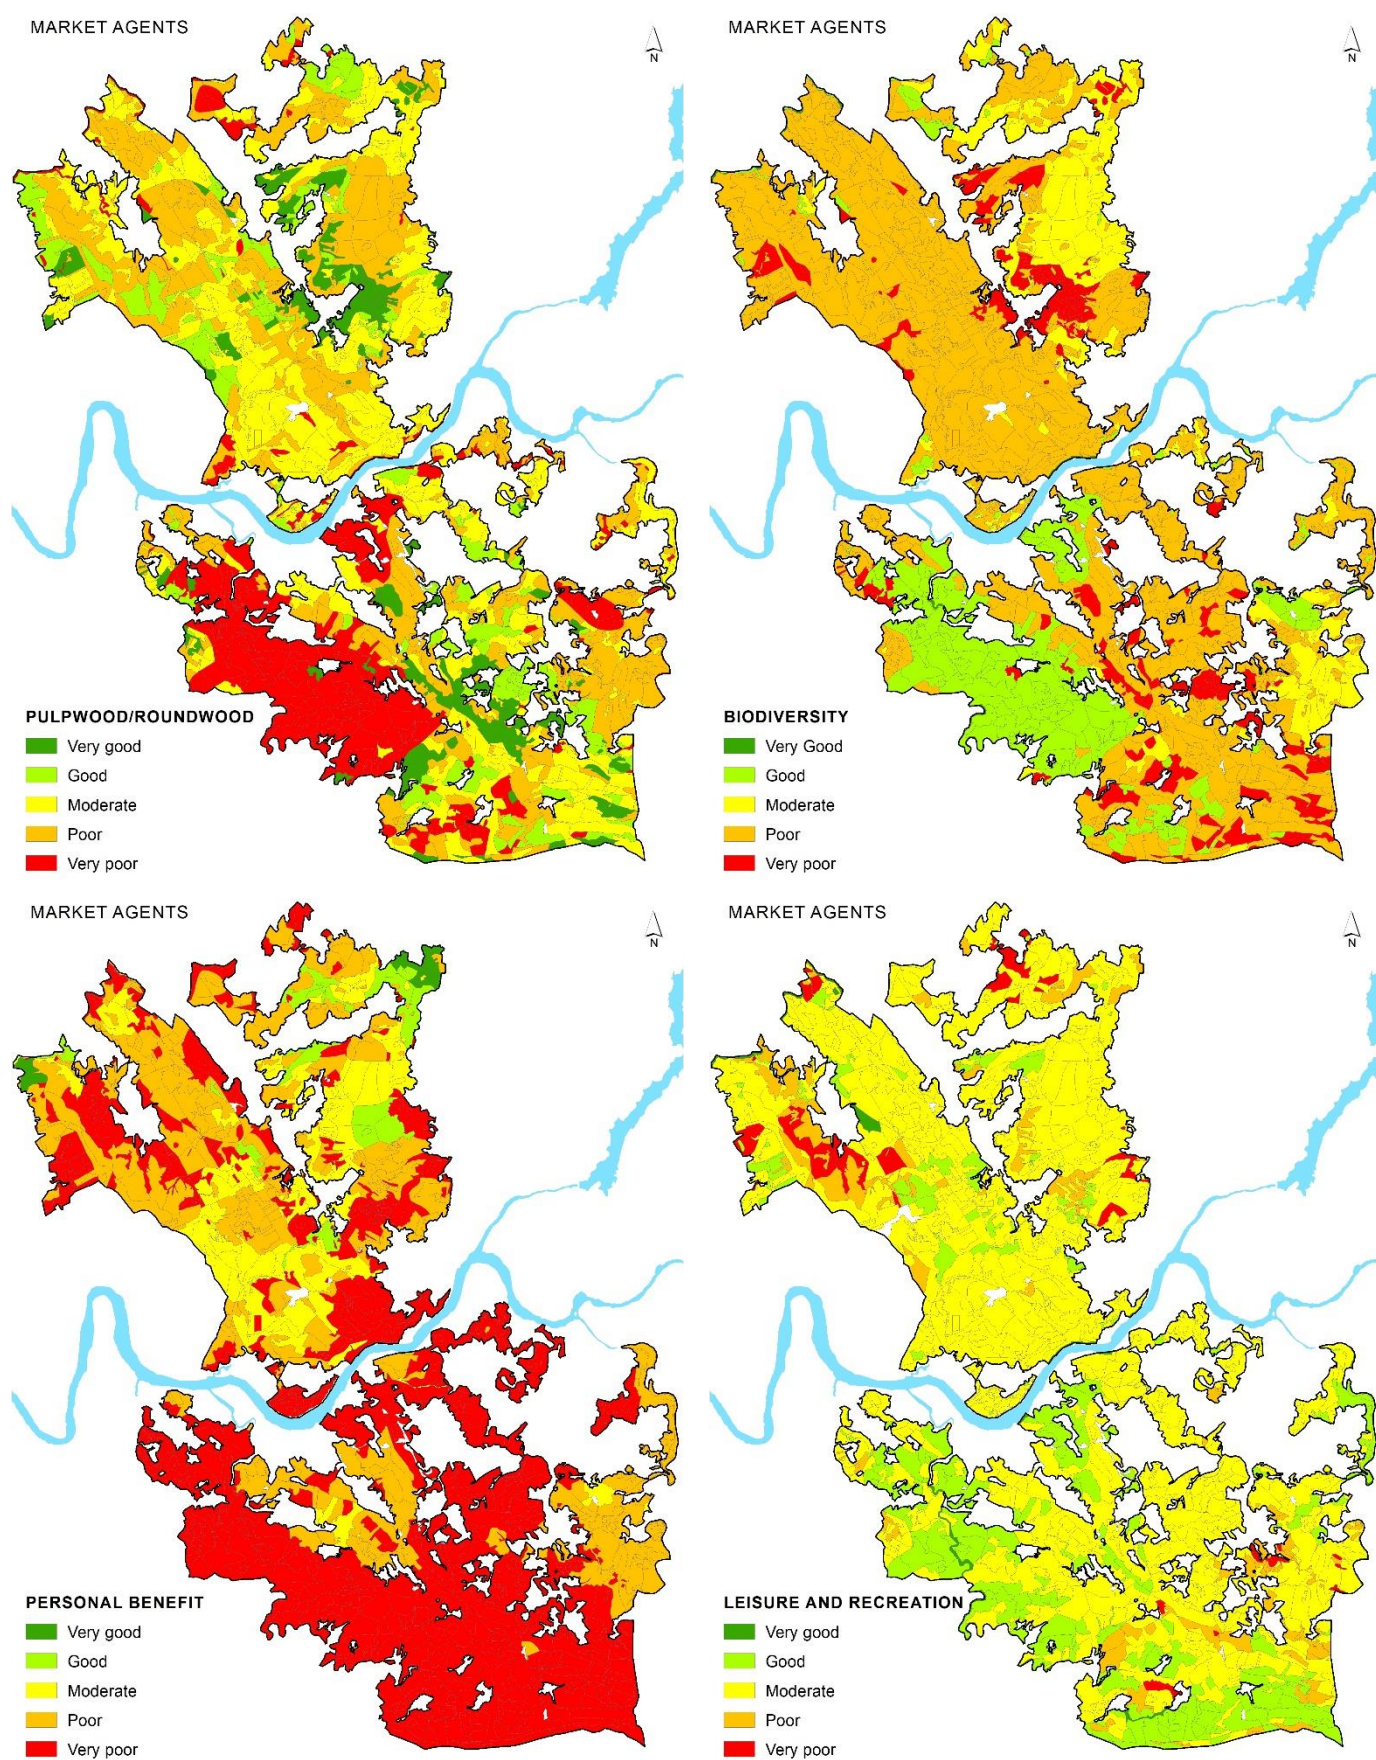 MARKET AGENTS
N
PULPWOOD/ROUNDWOOD
Very good
Good
Moderate
Poor
Very poor
MARKET AGENTS
N
BIODIVERSITY
Very Good
Good
Moderate
Poor
Very poor
MARKET AGENTS
N
PERSONAL BENEFIT
Very good
Good
Moderate
Poor
Very poor
MARKET AGENTS
N
LEISURE AND RECREATION
Very good
Good
Moderate
Poor
Very poor